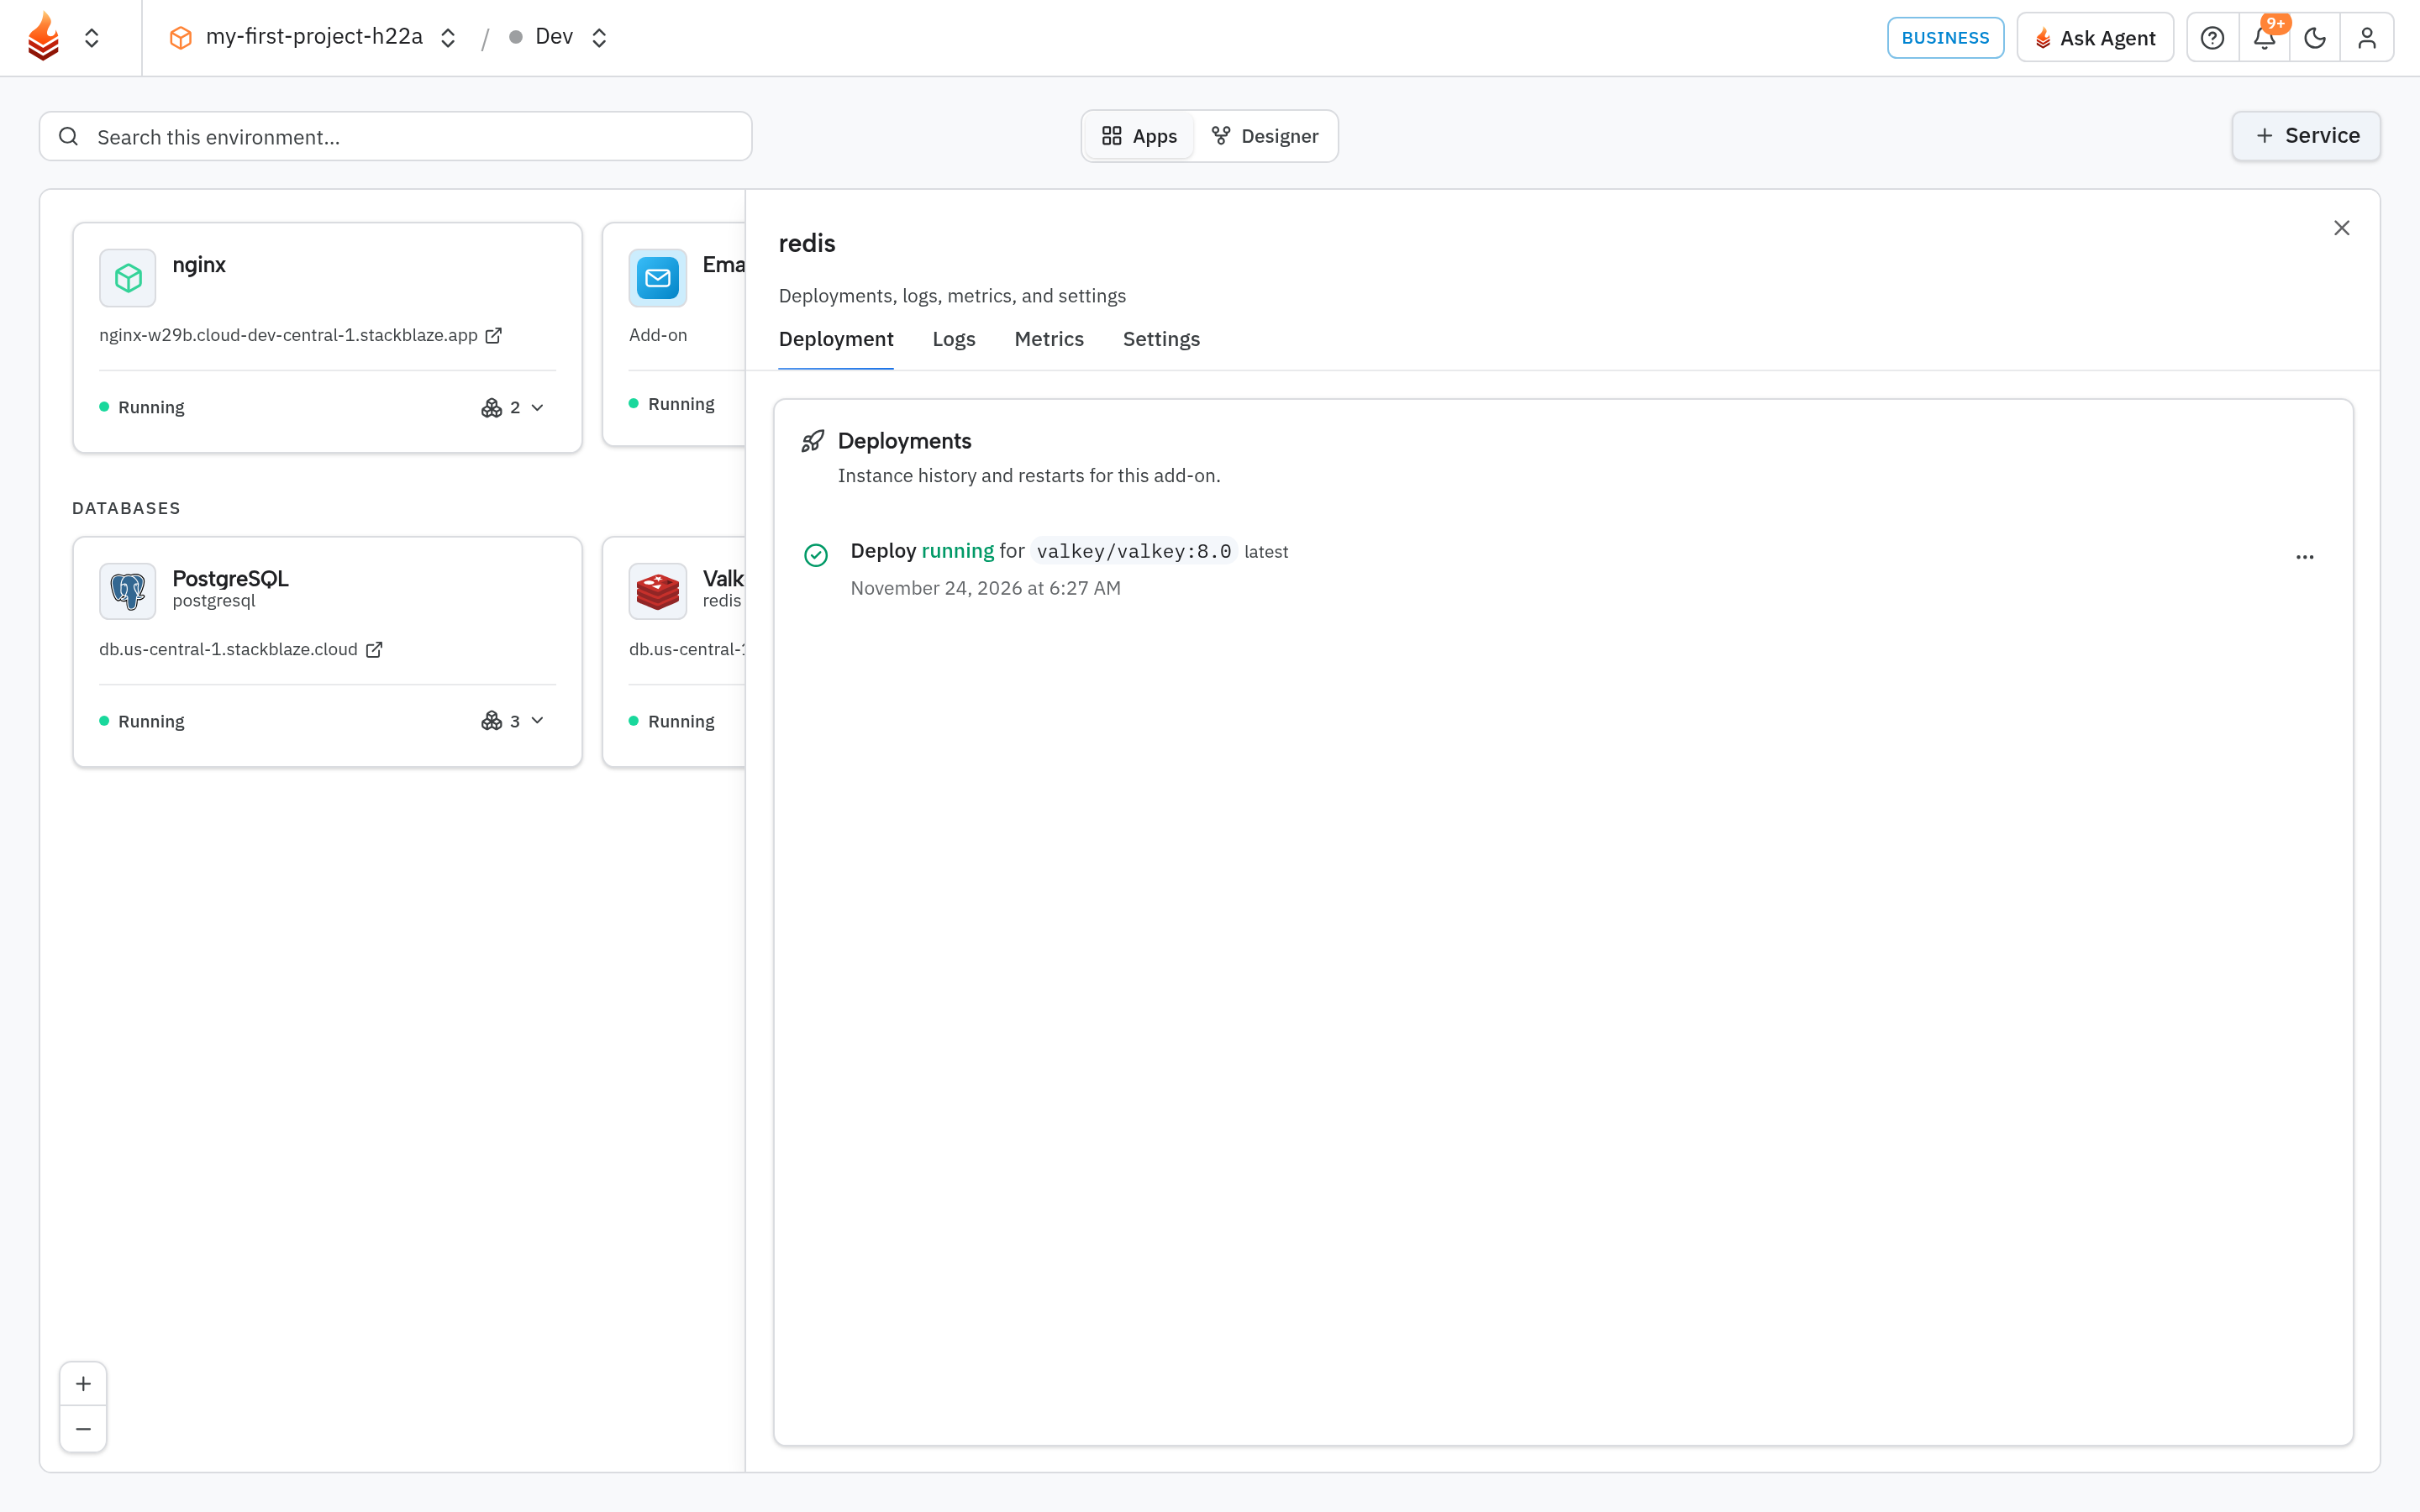 my-first-project-h22a / Dev
BUSINESS
Ask Agent
9+
Search this environment...
Apps
Designer
+ Service
nginx
nginx-w29b.cloud-dev-central-1.stackblaze.app
Running
2
Ema
Add-on
Running
DATABASES
PostgreSQL
postgresql
db.us-central-1.stackblaze.cloud
Running
3
Valk
redis
db.us-central-1
Running
redis
Deployments, logs, metrics, and settings
Deployment
Logs
Metrics
Settings
Deployments
Instance history and restarts for this add-on.
Deploy running for valkey/valkey:8.0 latest
November 24, 2026 at 6:27 AM